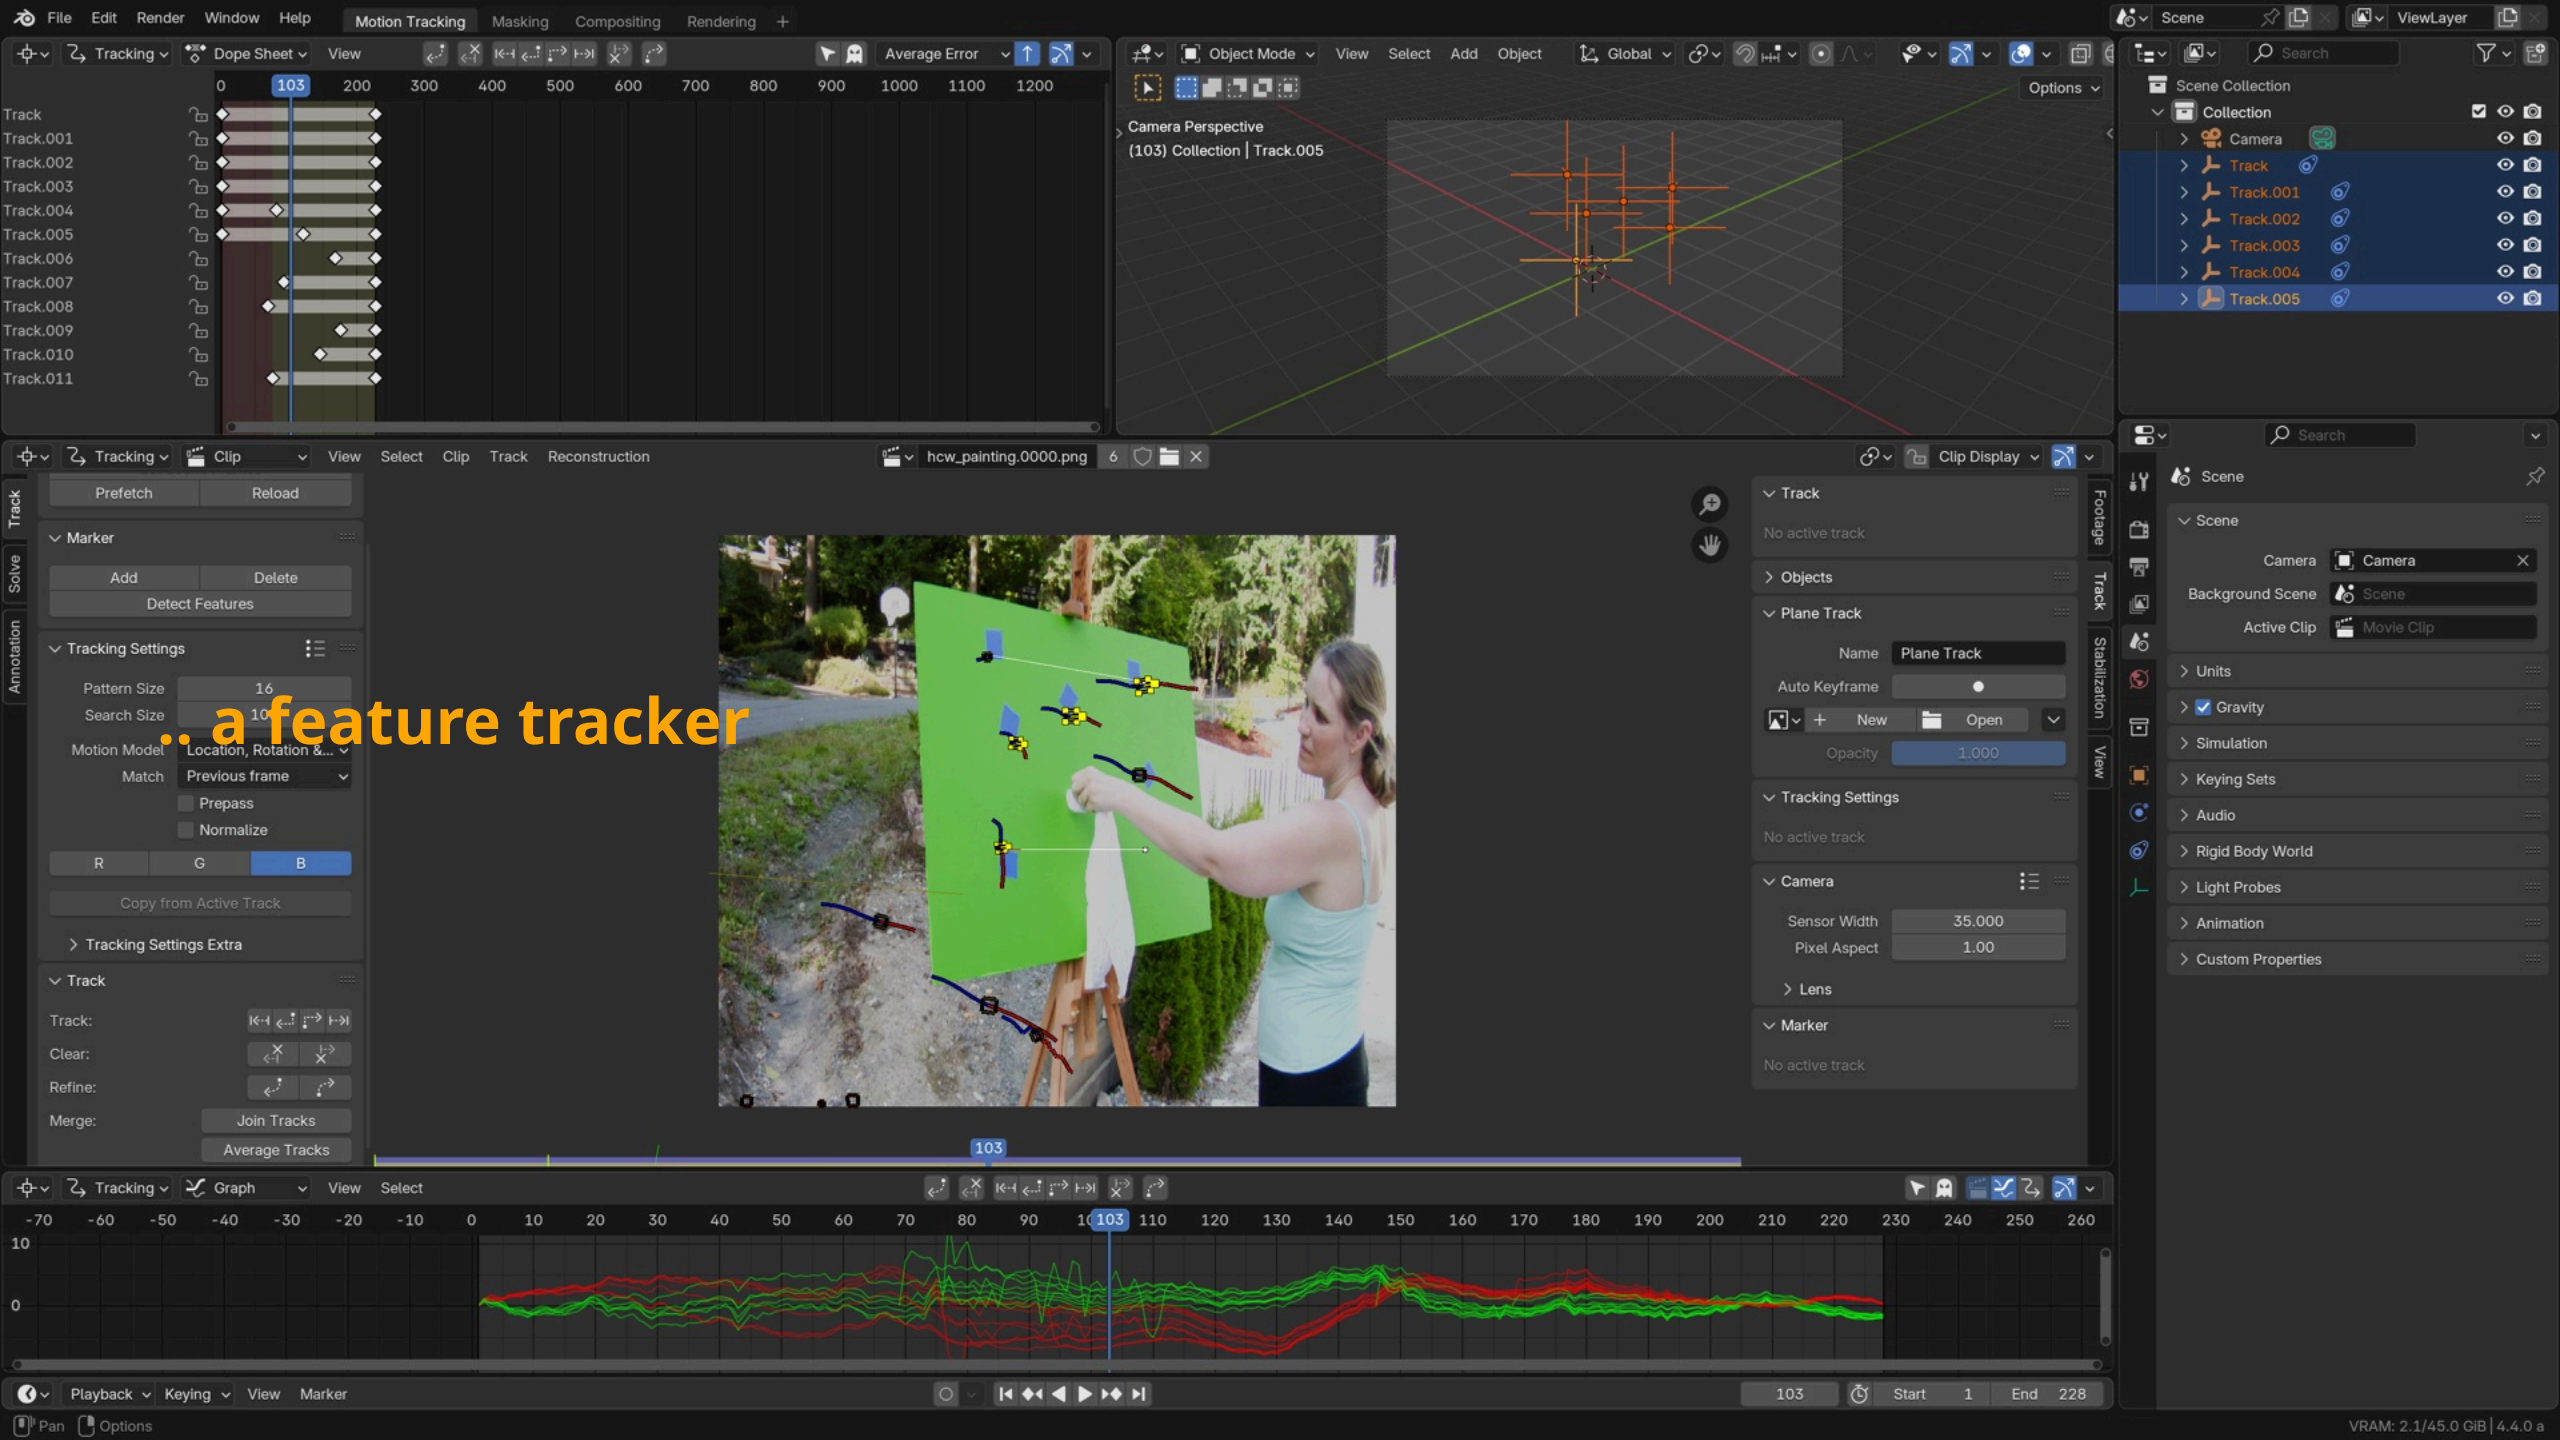 File Edit Render Window Help Motion Tracking Masking Compositing Rendering + Scene ViewLayer
Tracking Dope Sheet View Average Error
0 103 200 300 400 500 600 700 800 900 1000 1100 1200
Track
Track.001
Track.002
Track.003
Track.004
Track.005
Track.006
Track.007
Track.008
Track.009
Track.010
Track.011
Object Mode View Select Add Object Global
Options
Camera Perspective
(103) Collection | Track.005
Search
Scene Collection
Collection
Camera
Track
Track.001
Track.002
Track.003
Track.004
Track.005
Tracking Clip View Select Clip Track Reconstruction hcw_painting.0000.png 6 Clip Display
Track
Solve
Annotation
Prefetch Reload
Marker
Add Delete
Detect Features
Tracking Settings
Pattern Size 16
Search Size
.. a feature tracker
Motion Model Location, Rotation &...
Match Previous frame
Prepass
Normalize
R G B
Copy from Active Track
Tracking Settings Extra
Track
Track:
Clear:
Refine:
Merge: Join Tracks
Average Tracks
103
Track
No active track
Objects
Plane Track
Name Plane Track
Auto Keyframe
New Open
Opacity 1.000
Tracking Settings
No active track
Camera
Sensor Width 35.000
Pixel Aspect 1.00
Lens
Marker
No active track
Footage
Track
Stabilization
View
Search
Scene
Scene
Camera Camera
Background Scene Scene
Active Clip Movie Clip
Units
Gravity
Simulation
Keying Sets
Audio
Rigid Body World
Light Probes
Animation
Custom Properties
Tracking Graph View Select
-70 -60 -50 -40 -30 -20 -10 0 10 20 30 40 50 60 70 80 90 103 110 120 130 140 150 160 170 180 190 200 210 220 230 240 250 260
10
0
Playback Keying View Marker 103 Start 1 End 228
Pan Options VRAM: 2.1/45.0 GiB | 4.4.0 a